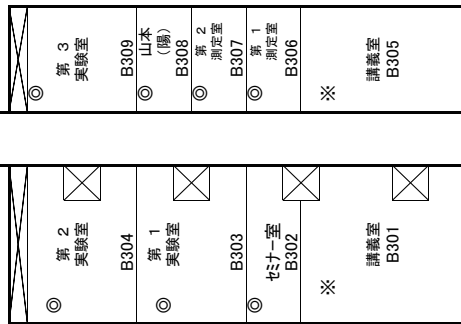 ◎
第3
実験室
B309
◎
山本
(陽)
B308
◎
第2
測定室
B307
◎
第1
測定室
B306
※
講義室
B305
◎
第2
実験室
B304
◎
第1
実験室
B303
◎
セミナー室
B302
※
講義室
B301